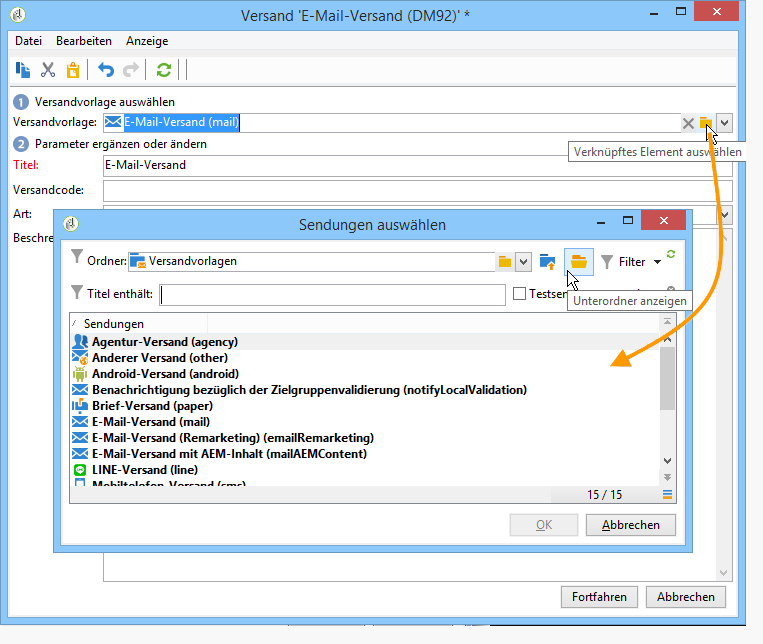 Versand 'E-Mail-Versand (DM92)' *
Datei Bearbeiten Anzeige
1 Versandvorlage auswählen
Versandvorlage: E-Mail-Versand (mail)
2 Parameter ergänzen oder ändern
Verknüpftes Element auswählen
Titel: E-Mail-Versand
Versandcode:
Art:
Beschre
Sendungen auswählen
Ordner: Versandvorlagen Filter
Titel enthält: Testsen
Unterordner anzeigen
Sendungen
Agentur-Versand (agency)
Anderer Versand (other)
Android-Versand (android)
Benachrichtigung bezüglich der Zielgruppenvalidierung (notifyLocalValidation)
Brief-Versand (paper)
E-Mail-Versand (mail)
E-Mail-Versand (Remarketing) (emailRemarketing)
E-Mail-Versand mit AEM-Inhalt (mailAEMContent)
LINE-Versand (line)
Mobiltelefon-Versand (sms)
15 / 15
OK Abbrechen
Fortfahren Abbrechen